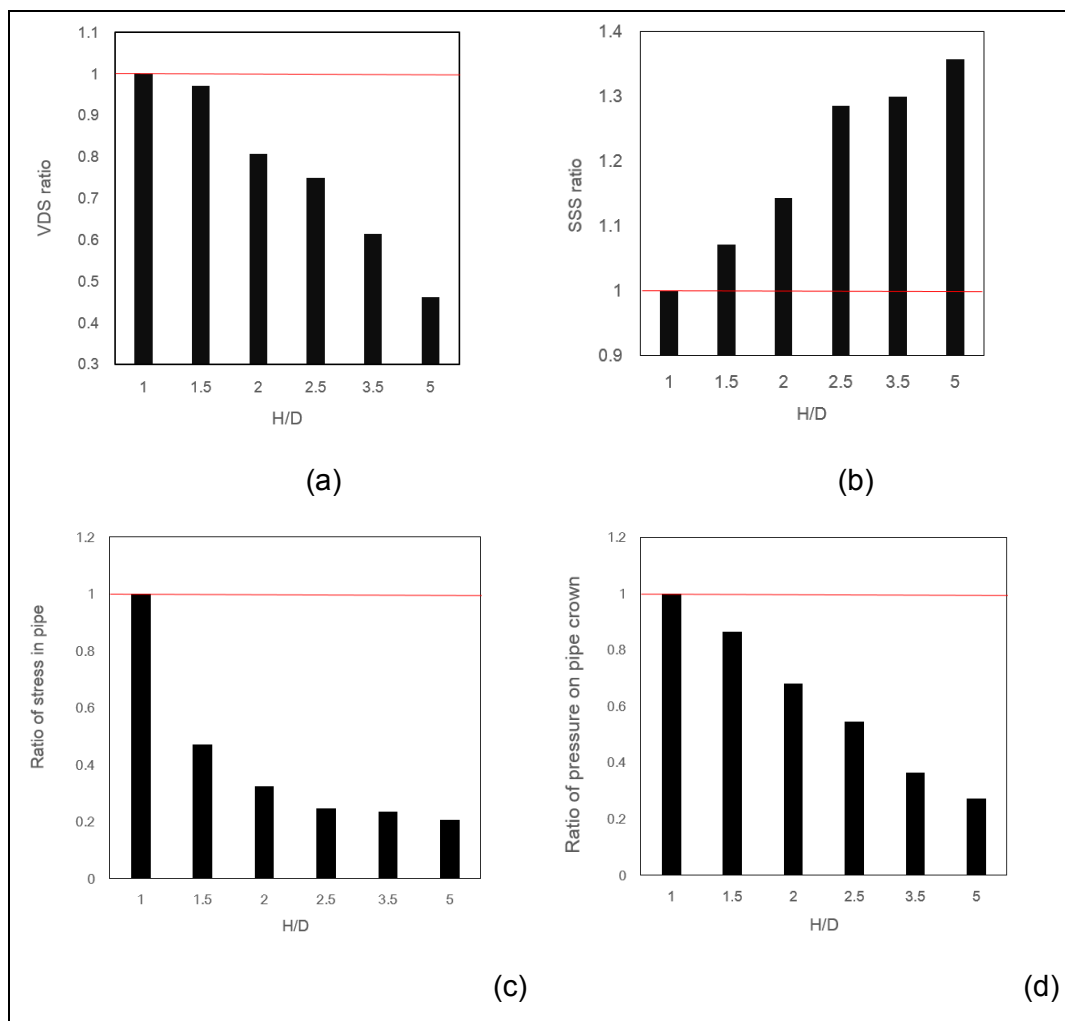 1.1
1
0.9
0.8
0.7
0.6
0.5
0.4
0.3
VDS ratio
1 1.5 2 2.5 3.5 5
H/D
(a)
1.4
1.3
1.2
1.1
1
0.9
SSS ratio
1 1.5 2 2.5 3.5 5
H/D
(b)
1.2
1
0.8
0.6
0.4
0.2
0
Ratio of stress in pipe
1 1.5 2 2.5 3.5 5
H/D
(c)
1.2
1
0.8
0.6
0.4
0.2
0
Ratio of pressure on pipe crown
1 1.5 2 2.5 3.5 5
H/D
(d)